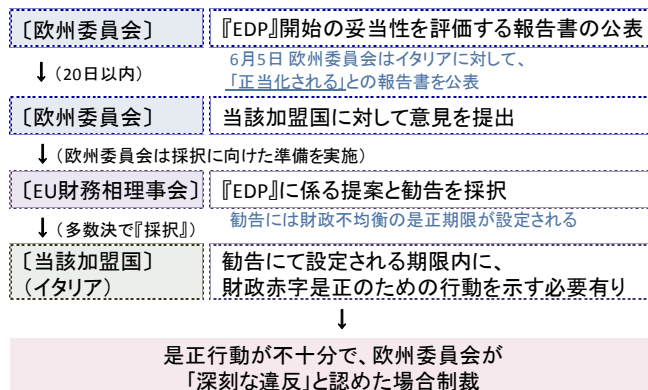 〔欧州委員会〕 『EDP』開始の妥当性を評価する報告書の公表
↓(20日以内) 6月5日 欧州委員会はイタリアに対して、
「正当化される」との報告書を公表
〔欧州委員会〕 当該加盟国に対して意見を提出
↓(欧州委員会は採択に向けた準備を実施)
〔EU財務相理事会〕 『EDP』に係る提案と勧告を採択
↓(多数決で『採択』) 勧告には財政不均衡の是正期限が設定される
〔当該加盟国〕 勧告にて設定される期限内に、
(イタリア) 財政赤字是正のための行動を示す必要有り
↓
是正行動が不十分で、欧州委員会が
「深刻な違反」と認めた場合制裁